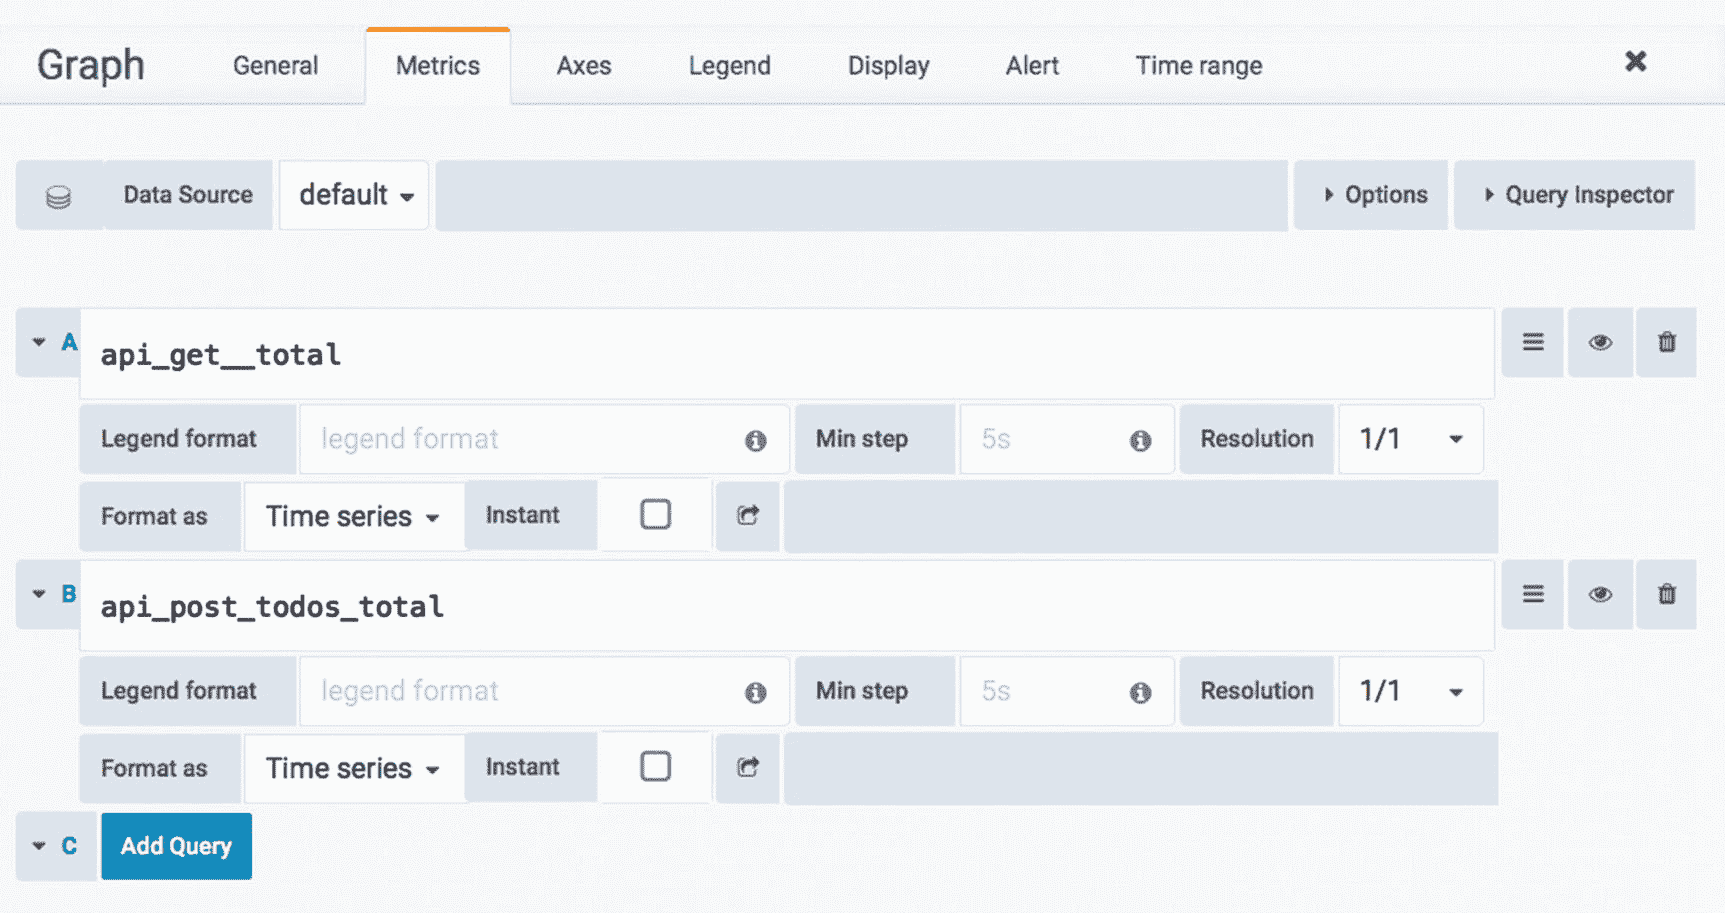 Graph General Metrics Axes Legend Display Alert Time range
Data Source default Options Query Inspector
A api_get__total
Legend format legend format Min step 5s Resolution 1/1
Format as Time series Instant
B api_post_todos_total
Legend format legend format Min step 5s Resolution 1/1
Format as Time series Instant
C Add Query